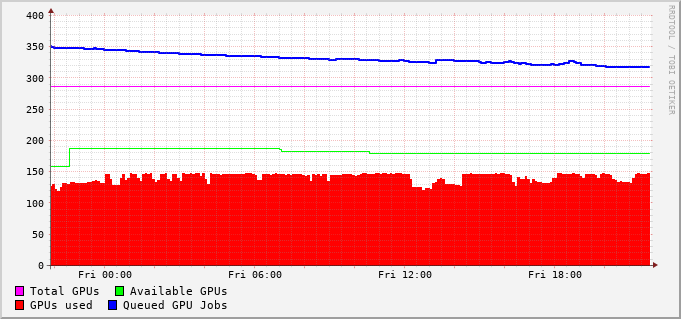 400
350
300
250
200
150
100
50
0
Fri 00:00 Fri 06:00 Fri 12:00 Fri 18:00
Total GPUs Available GPUs
GPUs used Queued GPU Jobs
RRDTOOL / TOBI OETIKER